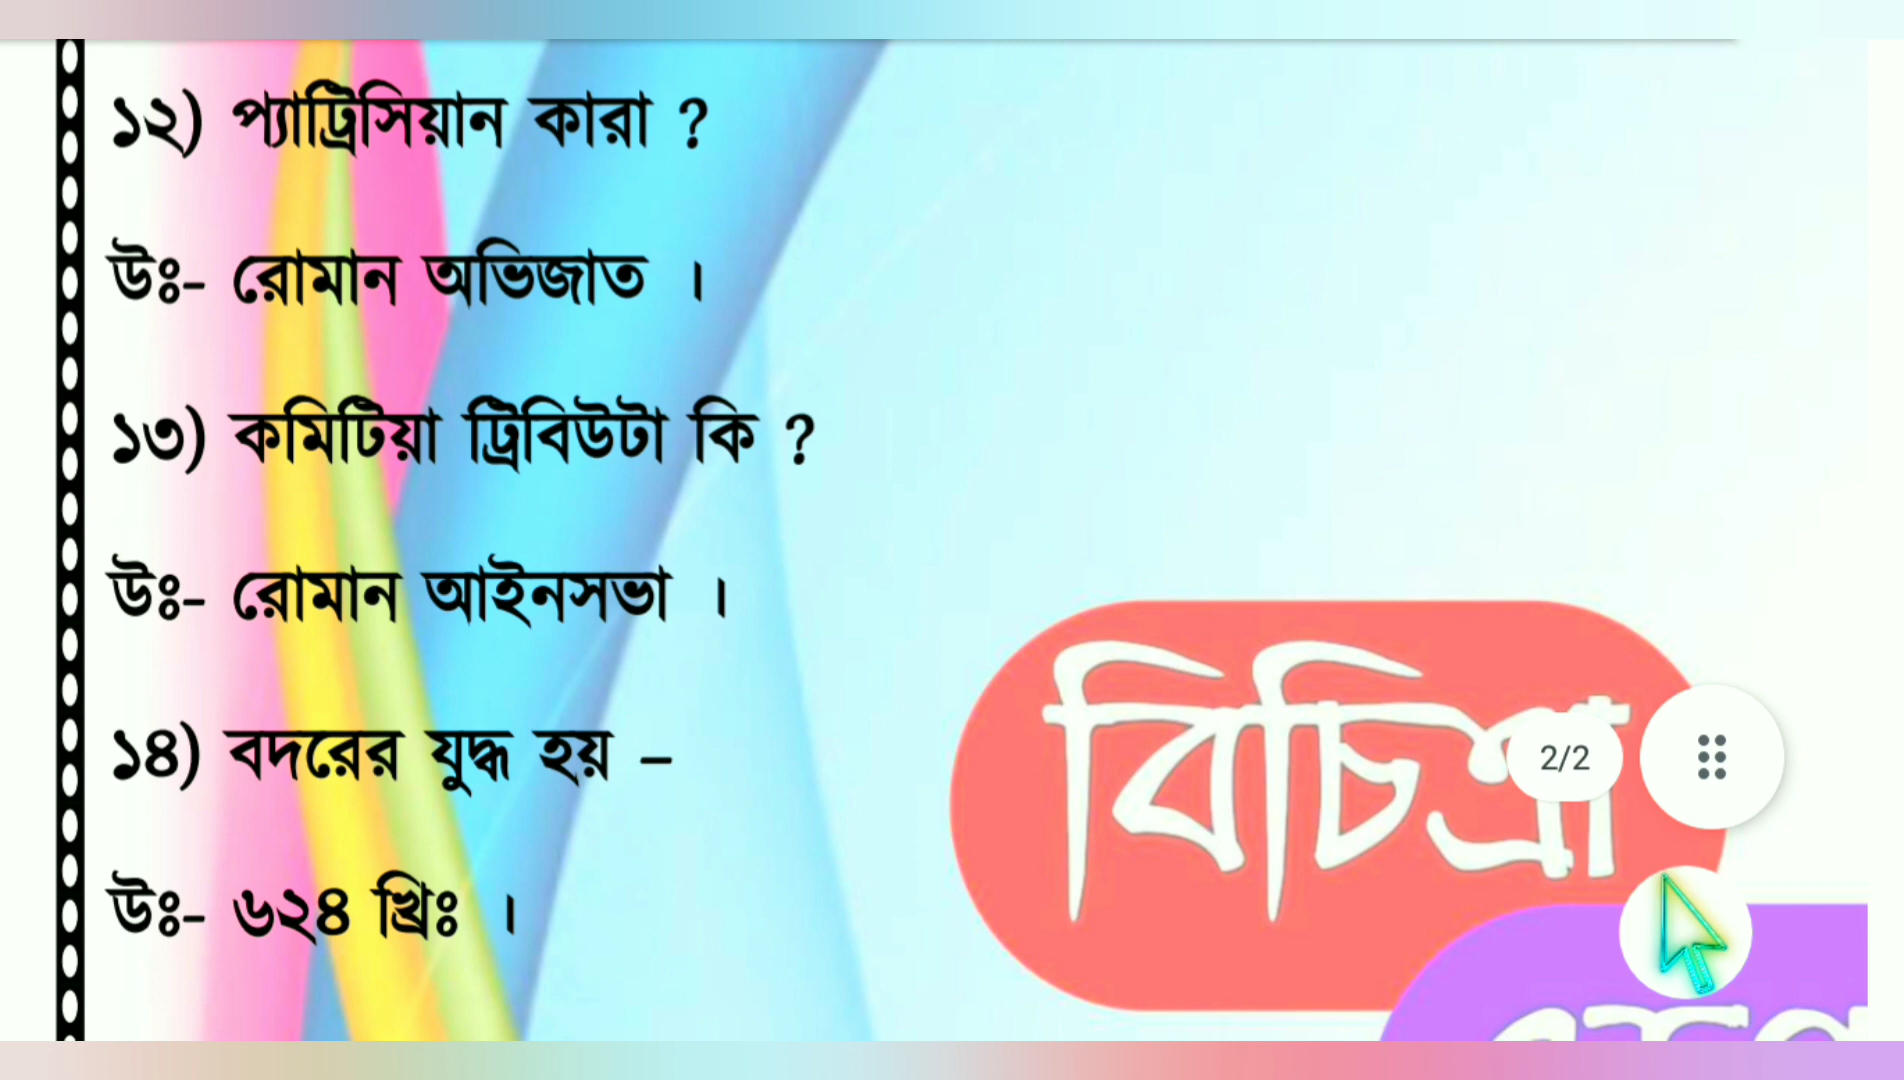 ১২) প্যাট্রিসিয়ান কারা ?
উঃ- রোমান অভিজাত ।
১৩) কমিটিয়া ট্রিবিউটা কি ?
উঃ- রোমান আইনসভা ।
১৪) বদরের যুদ্ধ হয় –
উঃ- ৬২৪ খ্রিঃ ।
বিচিত্রা
2/2